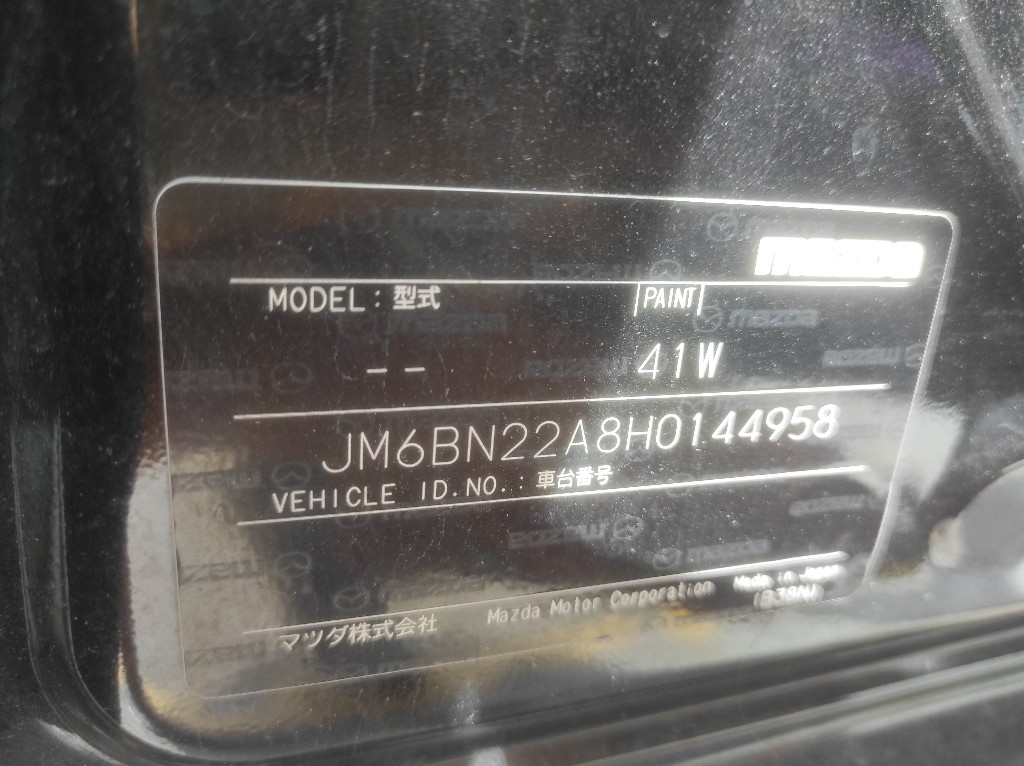 mazda
MODEL : 型式
PAINT
-- 41W
JM6BN22A8H0144958
VEHICLE ID.NO. : 車台番号
マツダ株式会社 Mazda Motor Corporation Made in Japan